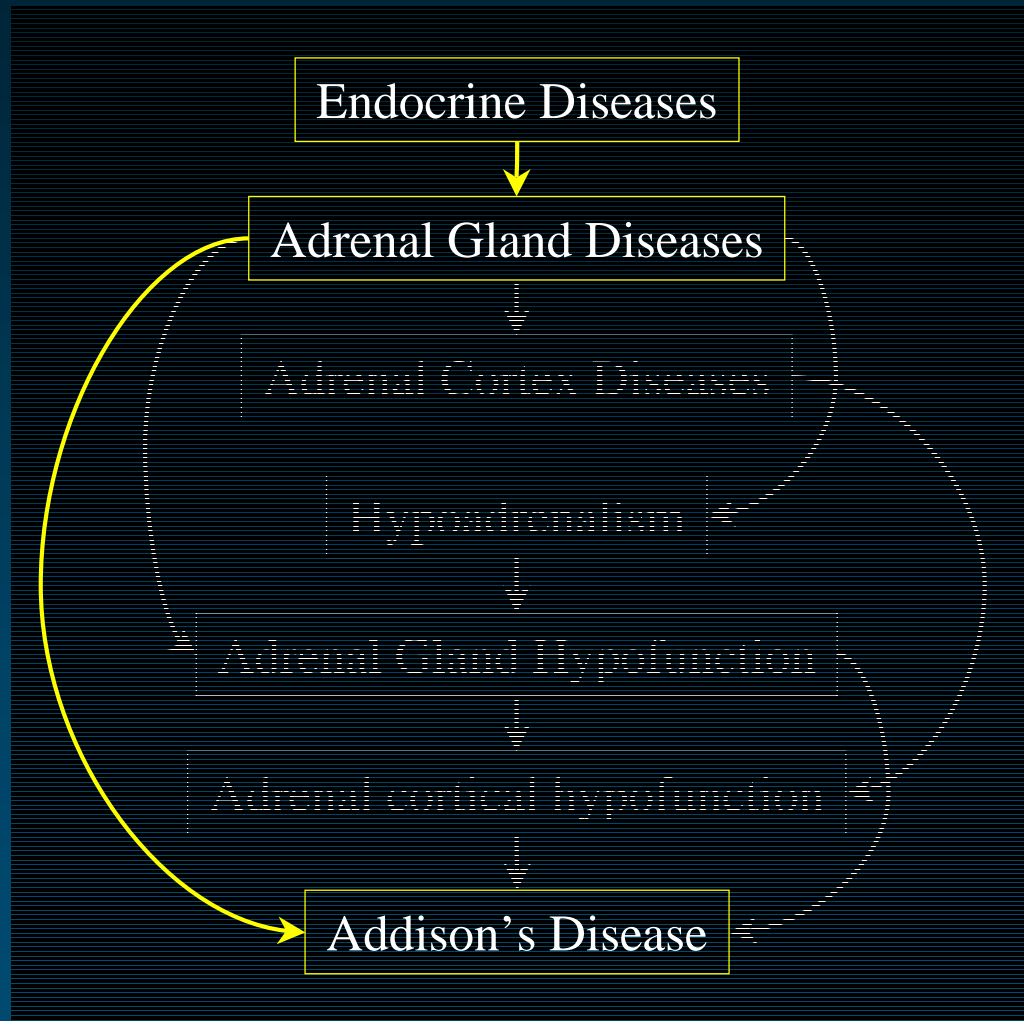 Endocrine Diseases
Adrenal Gland Diseases
Adrenal Cortex Diseases
Hypoadrenalism
Adrenal Gland Hypofunction
Adrenal cortical hypofunction
Addison’s Disease